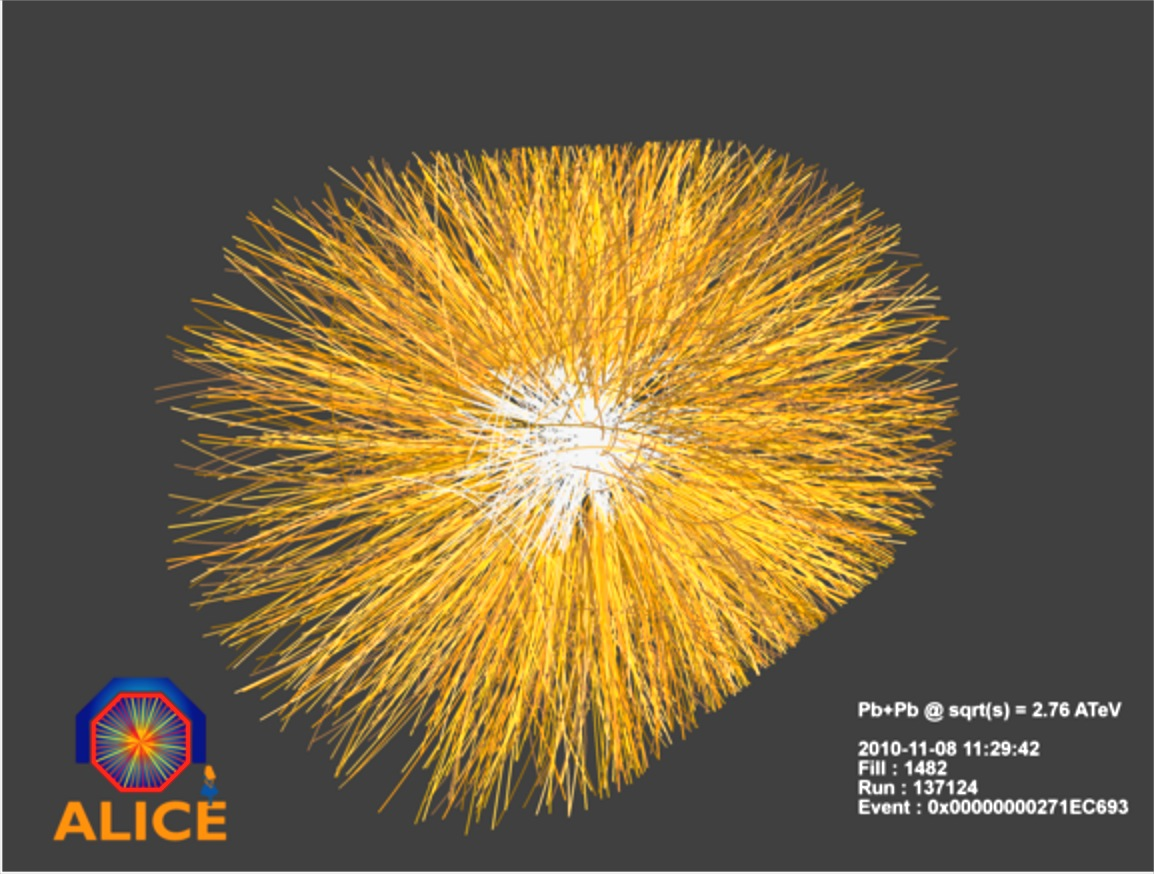 Pb+Pb @ sqrt(s) = 2.76 ATeV
2010-11-08 11:29:42
Fill : 1482
Run : 137124
Event : 0x00000000271EC693
ALICE